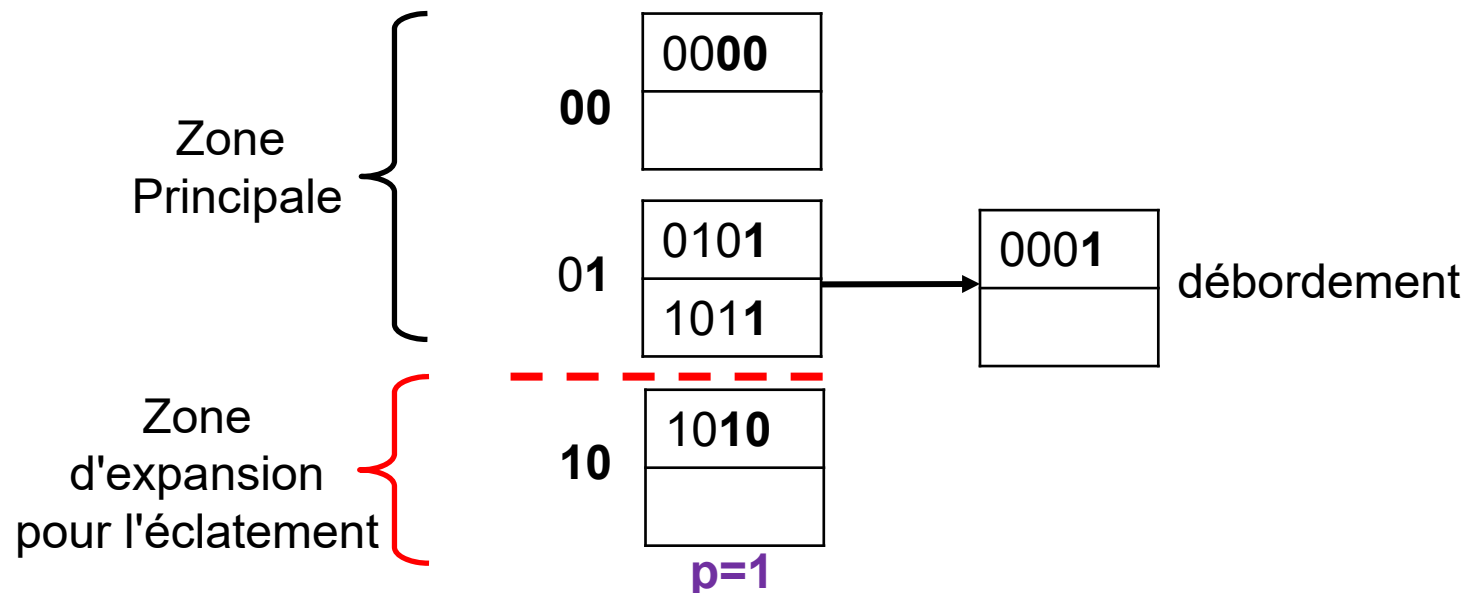 Zone
Principale
00
0000
01
0101
1011
0001
débordement
Zone
d'expansion
pour l'éclatement
10
1010
p=1